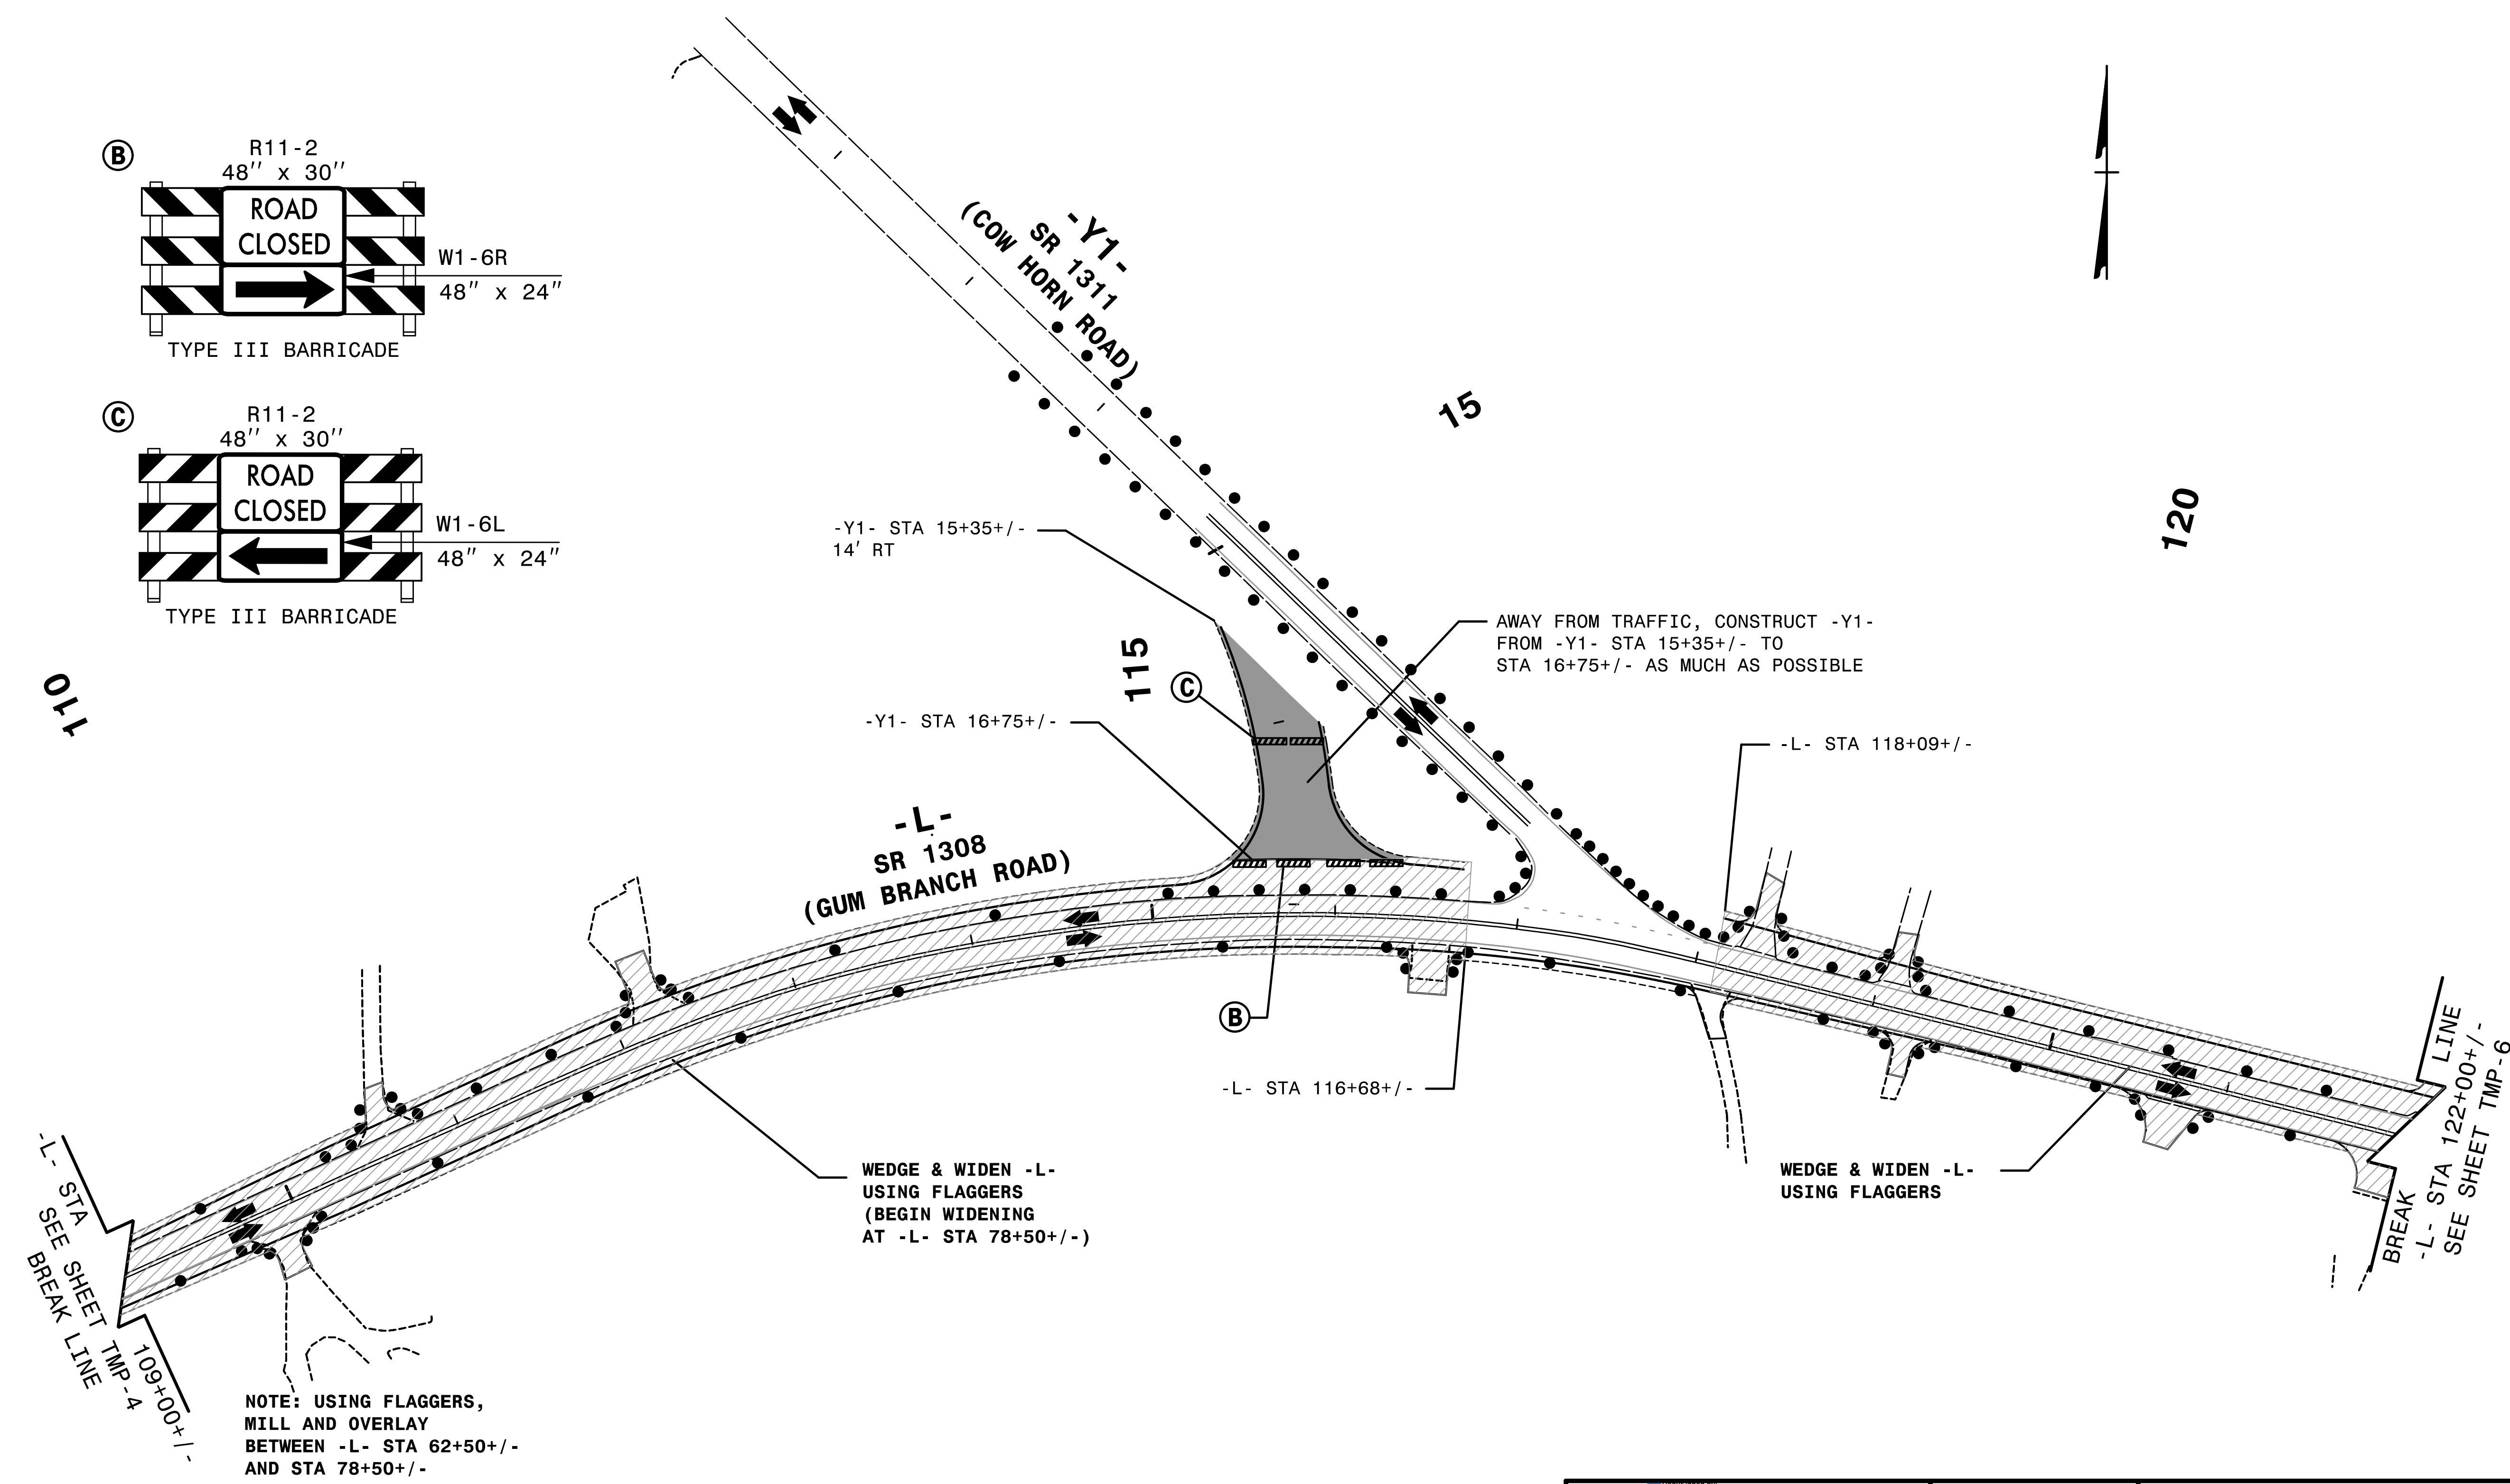 B
R11-2
48" x 30"
ROAD
CLOSED
W1-6R
48" x 24"
TYPE III BARRICADE
C
R11-2
48" x 30"
ROAD
CLOSED
W1-6L
48" x 24"
TYPE III BARRICADE
-Y1-
SR 1311
(COW HORN ROAD)
15
120
115
110
-Y1- STA 15+35+/-
14' RT
AWAY FROM TRAFFIC, CONSTRUCT -Y1-
FROM -Y1- STA 15+35+/- TO
STA 16+75+/- AS MUCH AS POSSIBLE
C
-Y1- STA 16+75+/-
-L- STA 118+09+/-
-L-
SR 1308
(GUM BRANCH ROAD)
B
-L- STA 116+68+/-
WEDGE & WIDEN -L-
USING FLAGGERS
(BEGIN WIDENING
AT -L- STA 78+50+/-)
WEDGE & WIDEN -L-
USING FLAGGERS
BREAK LINE
-L- STA 122+00+/-
SEE SHEET TMP-6
-L- STA 109+00+/-
SEE SHEET TMP-4
BREAK LINE
NOTE: USING FLAGGERS,
MILL AND OVERLAY
BETWEEN -L- STA 62+50+/-
AND STA 78+50+/-